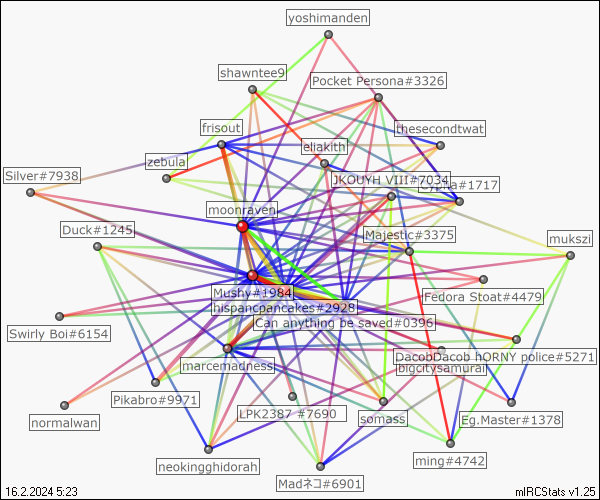 yoshimanden
shawntee9
Pocket Persona#3326
frisout
thesecondtwat
eliakith
zebula
Silver#7938
JKOUYH VIII#7034
#1717
moonraven
Duck#1245
Majestic#3375
mukszi
Mushy#1984
Fedora Stoat#4479
hispancpancakes#2928
Can anything be saved#0396
Swirly Boi#6154
DacobDacob hORNY police#5271
marcemadness
bigcitysamurai
Pikabro#9971
LPK2387 #7690
normalwan
somass
Eg.Master#1378
neokingghidorah
ming#4742
Madネコ#6901
16.2.2024 5:23
mIRCStats v1.25